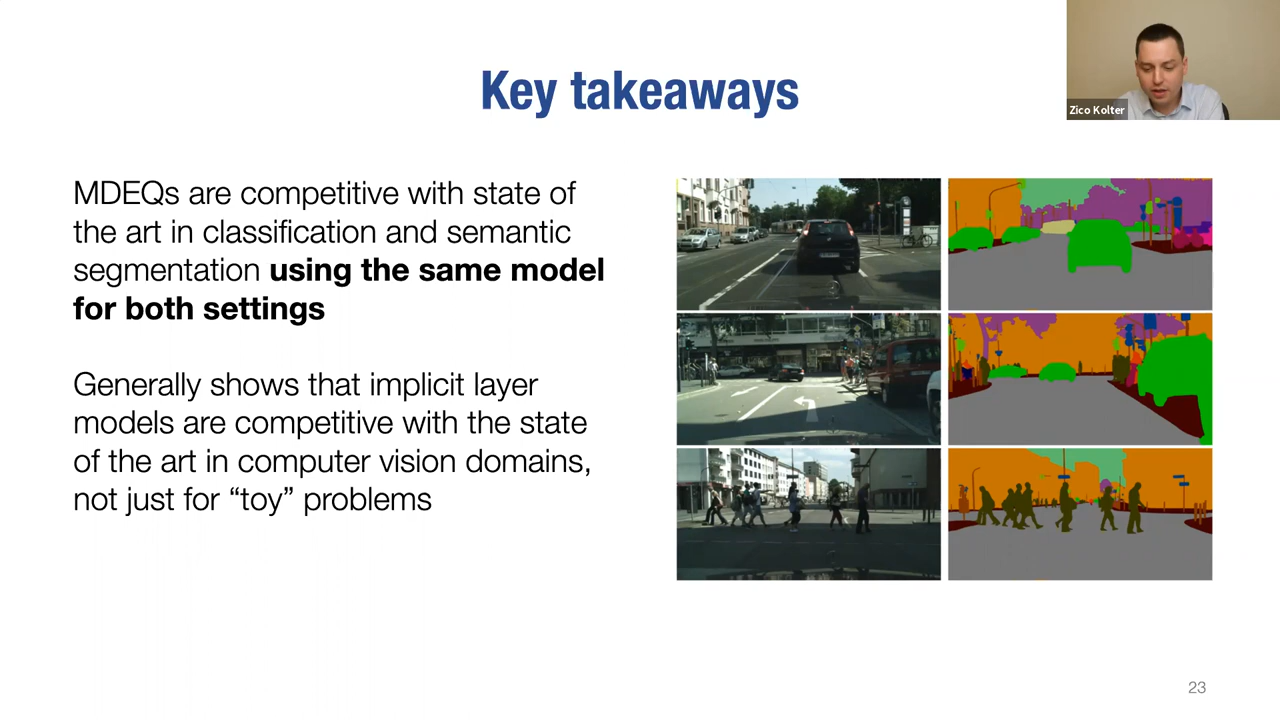 Key takeaways
Zico Kolter
MDEQs are competitive with state of
the art in classification and semantic
segmentation using the same model
for both settings
Generally shows that implicit layer
models are competitive with the state
of the art in computer vision domains,
not just for “toy” problems
23